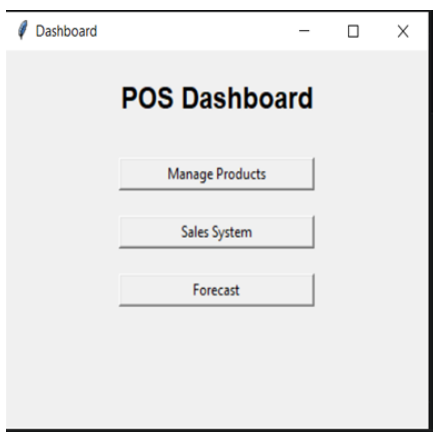 Dashboard
POS Dashboard
Manage Products
Sales System
Forecast